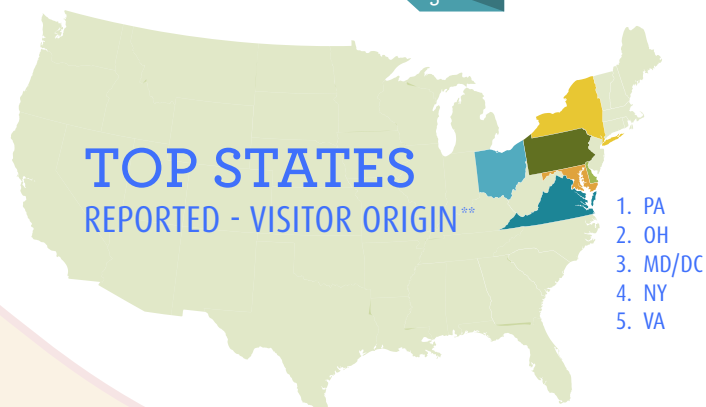 TOP STATES
REPORTED - VISITOR ORIGIN**
1. PA
2. OH
3. MD/DC
4. NY
5. VA